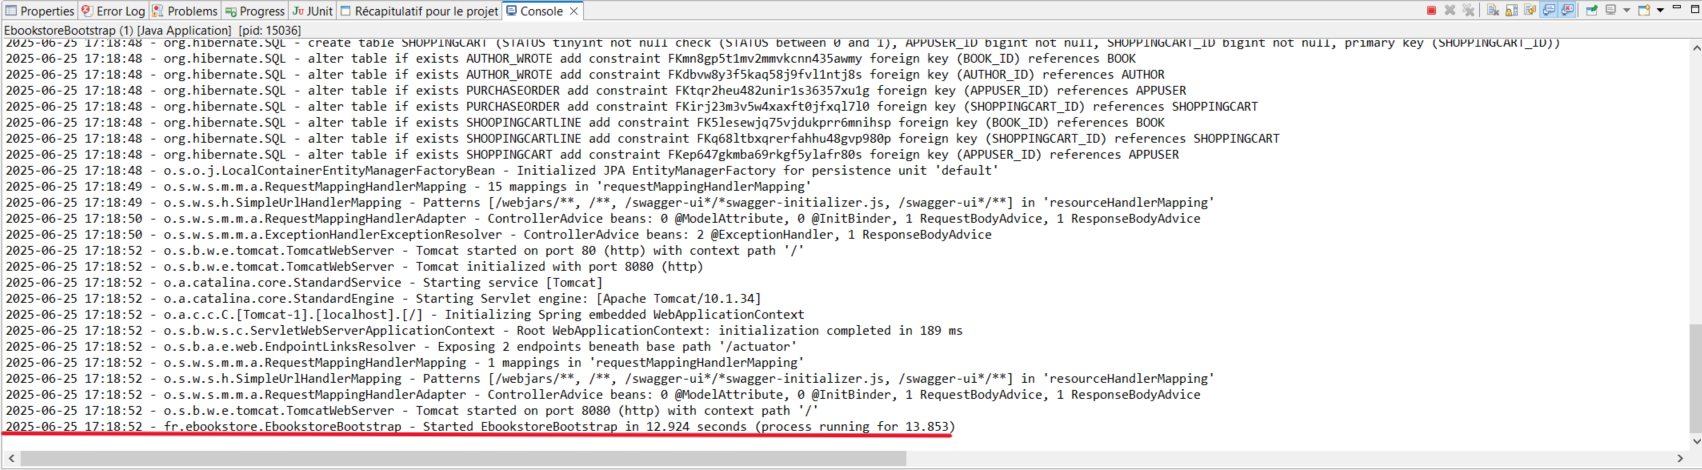 Properties Error Log Problems Progress JUnit Récapitulatif pour le projet Console
EbookstoreBootstrap (1) [Java Application] [pid: 15036]
2025-06-25 17:18:48 - org.hibernate.SQL - create table SHOPPINGCART (STATUS tinyint not null check (STATUS between 0 and 1), APPUSER_ID bigint not null, SHOPPINGCART_ID bigint not null, primary key (SHOPPINGCART_ID))
2025-06-25 17:18:48 - org.hibernate.SQL - alter table if exists AUTHOR_WROTE add constraint FKmn8gp5t1mv2mmvkcnn435awmy foreign key (BOOK_ID) references BOOK
2025-06-25 17:18:48 - org.hibernate.SQL - alter table if exists AUTHOR_WROTE add constraint FKdbvw8y3f5kaq58j9fvl1ntj8s foreign key (AUTHOR_ID) references AUTHOR
2025-06-25 17:18:48 - org.hibernate.SQL - alter table if exists PURCHASEORDER add constraint FKtqr2heu482unir1s36357xu1g foreign key (APPUSER_ID) references APPUSER
2025-06-25 17:18:48 - org.hibernate.SQL - alter table if exists PURCHASEORDER add constraint FKirj23m3v5w4xaxft0jfxql7l0 foreign key (SHOPPINGCART_ID) references SHOPPINGCART
2025-06-25 17:18:48 - org.hibernate.SQL - alter table if exists SHOOPINGCARTLINE add constraint FK5lesewjq75vjdukprr6mnihsp foreign key (BOOK_ID) references BOOK
2025-06-25 17:18:48 - org.hibernate.SQL - alter table if exists SHOOPINGCARTLINE add constraint FKq68ltbxqrerfahhu48gvp980p foreign key (SHOPPINGCART_ID) references SHOPPINGCART
2025-06-25 17:18:48 - org.hibernate.SQL - alter table if exists SHOPPINGCART add constraint FKep647gkmba69rkgf5ylafr80s foreign key (APPUSER_ID) references APPUSER
2025-06-25 17:18:48 - o.s.o.j.LocalContainerEntityManagerFactoryBean - Initialized JPA EntityManagerFactory for persistence unit 'default'
2025-06-25 17:18:49 - o.s.w.s.m.m.a.RequestMappingHandlerMapping - 15 mappings in 'requestMappingHandlerMapping'
2025-06-25 17:18:49 - o.s.w.s.h.SimpleUrlHandlerMapping - Patterns [/webjars/**, /**, /swagger-ui*/*swagger-initializer.js, /swagger-ui*/**] in 'resourceHandlerMapping'
2025-06-25 17:18:50 - o.s.w.s.m.m.a.RequestMappingHandlerAdapter - ControllerAdvice beans: 0 @ModelAttribute, 0 @InitBinder, 1 RequestBodyAdvice, 1 ResponseBodyAdvice
2025-06-25 17:18:50 - o.s.w.s.m.m.a.ExceptionHandlerExceptionResolver - ControllerAdvice beans: 2 @ExceptionHandler, 1 ResponseBodyAdvice
2025-06-25 17:18:52 - o.s.b.w.e.tomcat.TomcatWebServer - Tomcat started on port 80 (http) with context path '/'
2025-06-25 17:18:52 - o.s.b.w.e.tomcat.TomcatWebServer - Tomcat initialized with port 8080 (http)
2025-06-25 17:18:52 - o.a.catalina.core.StandardService - Starting service [Tomcat]
2025-06-25 17:18:52 - o.a.catalina.core.StandardEngine - Starting Servlet engine: [Apache Tomcat/10.1.34]
2025-06-25 17:18:52 - o.a.c.c.C.[Tomcat-1].[localhost].[/] - Initializing Spring embedded WebApplicationContext
2025-06-25 17:18:52 - o.s.b.w.s.c.ServletWebServerApplicationContext - Root WebApplicationContext: initialization completed in 189 ms
2025-06-25 17:18:52 - o.s.b.a.e.web.EndpointLinksResolver - Exposing 2 endpoints beneath base path '/actuator'
2025-06-25 17:18:52 - o.s.w.s.m.m.a.RequestMappingHandlerMapping - 1 mappings in 'requestMappingHandlerMapping'
2025-06-25 17:18:52 - o.s.w.s.h.SimpleUrlHandlerMapping - Patterns [/webjars/**, /**, /swagger-ui*/*swagger-initializer.js, /swagger-ui*/**] in 'resourceHandlerMapping'
2025-06-25 17:18:52 - o.s.w.s.m.m.a.RequestMappingHandlerAdapter - ControllerAdvice beans: 0 @ModelAttribute, 0 @InitBinder, 1 RequestBodyAdvice, 1 ResponseBodyAdvice
2025-06-25 17:18:52 - o.s.b.w.e.tomcat.TomcatWebServer - Tomcat started on port 8080 (http) with context path '/'
2025-06-25 17:18:52 - fr.ebookstore.EbookstoreBootstrap - Started EbookstoreBootstrap in 12.924 seconds (process running for 13.853)